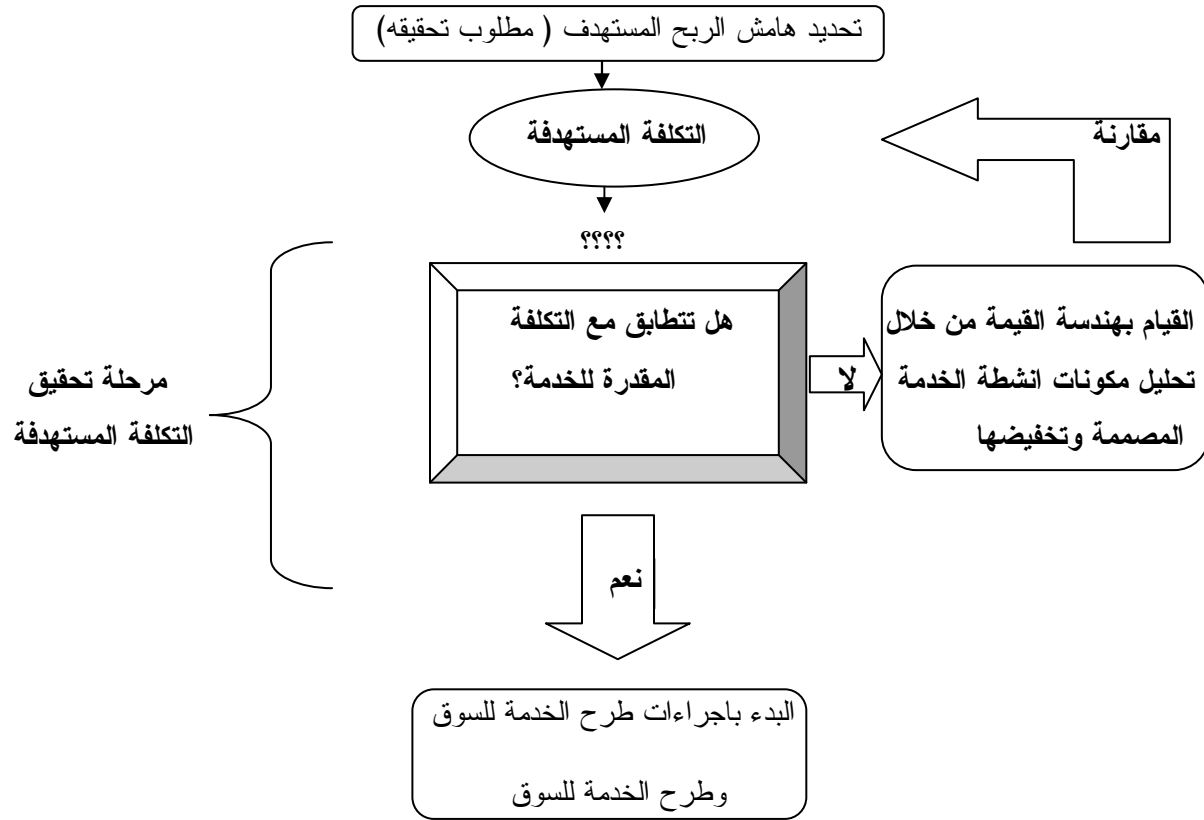 تحديد هامش الربح المستهدف ( مطلوب تحقيقه)
التكلفة المستهدفة
مقارنة
؟؟؟؟
هل تتطابق مع التكلفة
المقدرة للخدمة؟
لا
القيام بهندسة القيمة من خلال
تحليل مكونات انشطة الخدمة
المصممة وتخفيضها
مرحلة تحقيق
التكلفة المستهدفة
نعم
البدء باجراءات طرح الخدمة للسوق
وطرح الخدمة للسوق